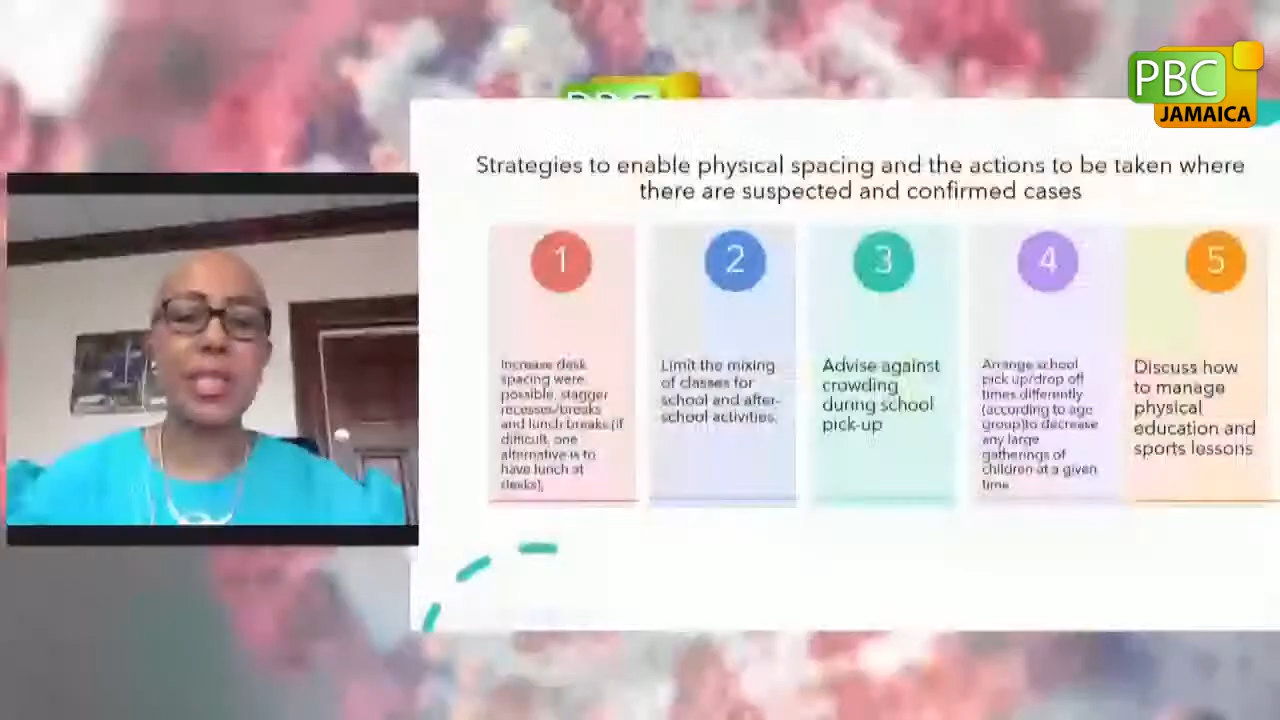 PBC
JAMAICA
Strategies to enable physical spacing and the actions to be taken where
there are suspected and confirmed cases
1
Increase desk
spacing were
possible, stagger
recesses/breaks
and lunch breaks (if
difficult, one
alternative is to
have lunch at
desks),
2
Limit the mixing
of classes for
school and after-
school activities.
3
Advise against
crowding
during school
pick-up
4
Arrange school
pick up/drop off
times differently
(according to age
group)to decrease
any large
gatherings of
children at a given
time
5
Discuss how
to manage
physical
education and
sports lessons